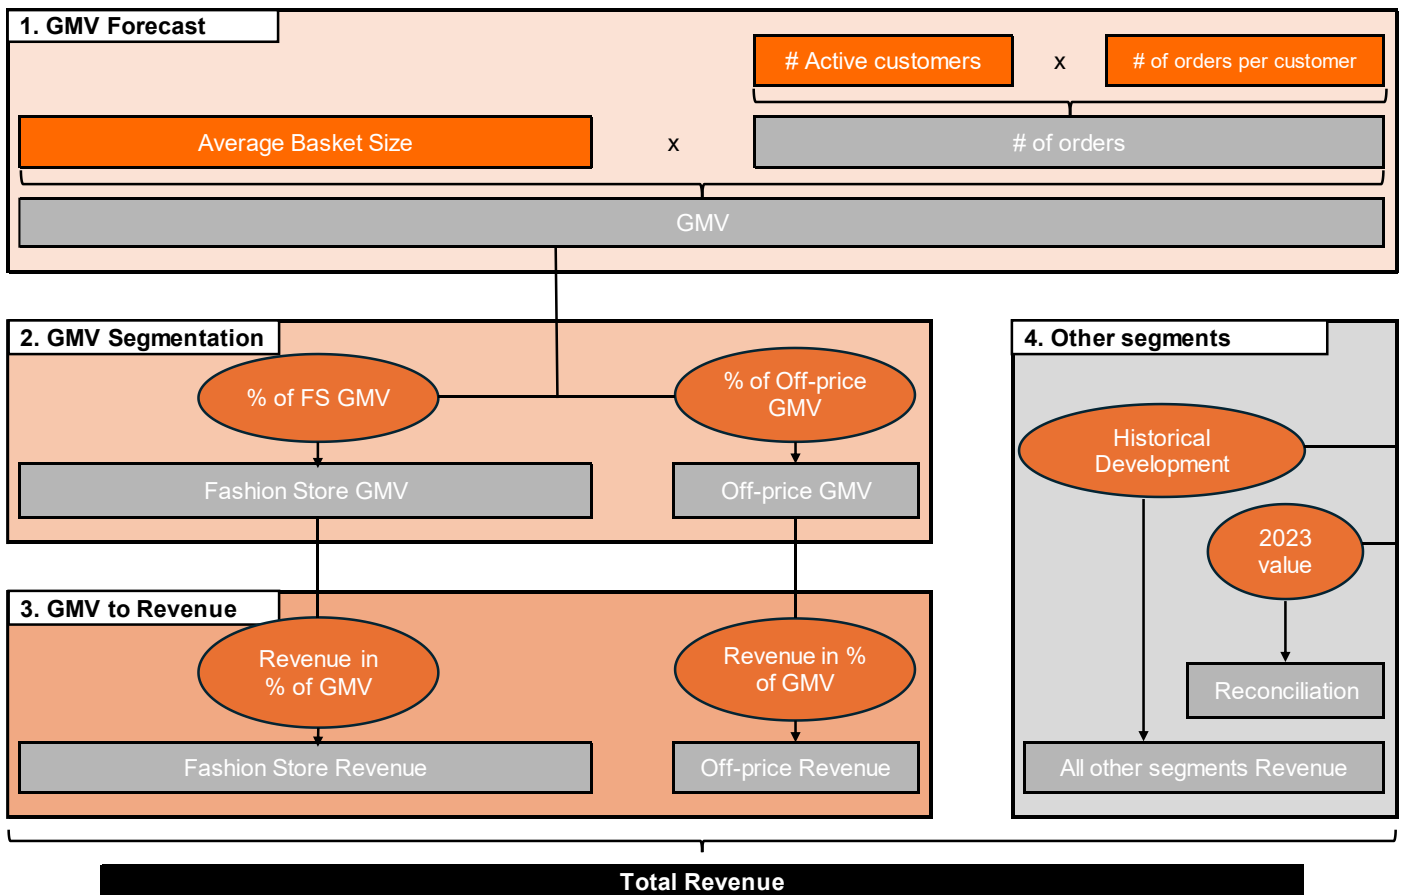 1. GMV Forecast
# Active customers
x
# of orders per customer
Average Basket Size
x
# of orders
GMV
2. GMV Segmentation
% of FS GMV
% of Off-price
GMV
Fashion Store GMV
Off-price GMV
3. GMV to Revenue
Revenue in
% of GMV
Revenue in %
of GMV
Fashion Store Revenue
Off-price Revenue
4. Other segments
Historical
Development
2023
value
Reconciliation
All other segments Revenue
Total Revenue